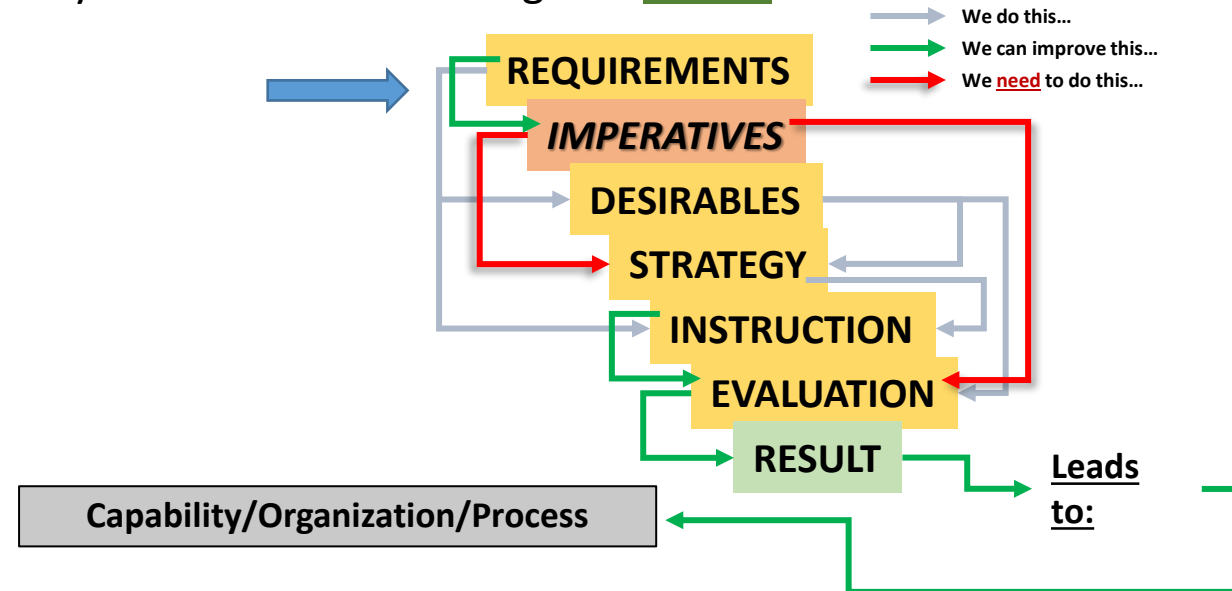 We do this...
We can improve this...
We need to do this...
REQUIREMENTS
IMPERATIVES
DESIRABLES
STRATEGY
INSTRUCTION
EVALUATION
RESULT
Leads
to:
Capability/Organization/Process